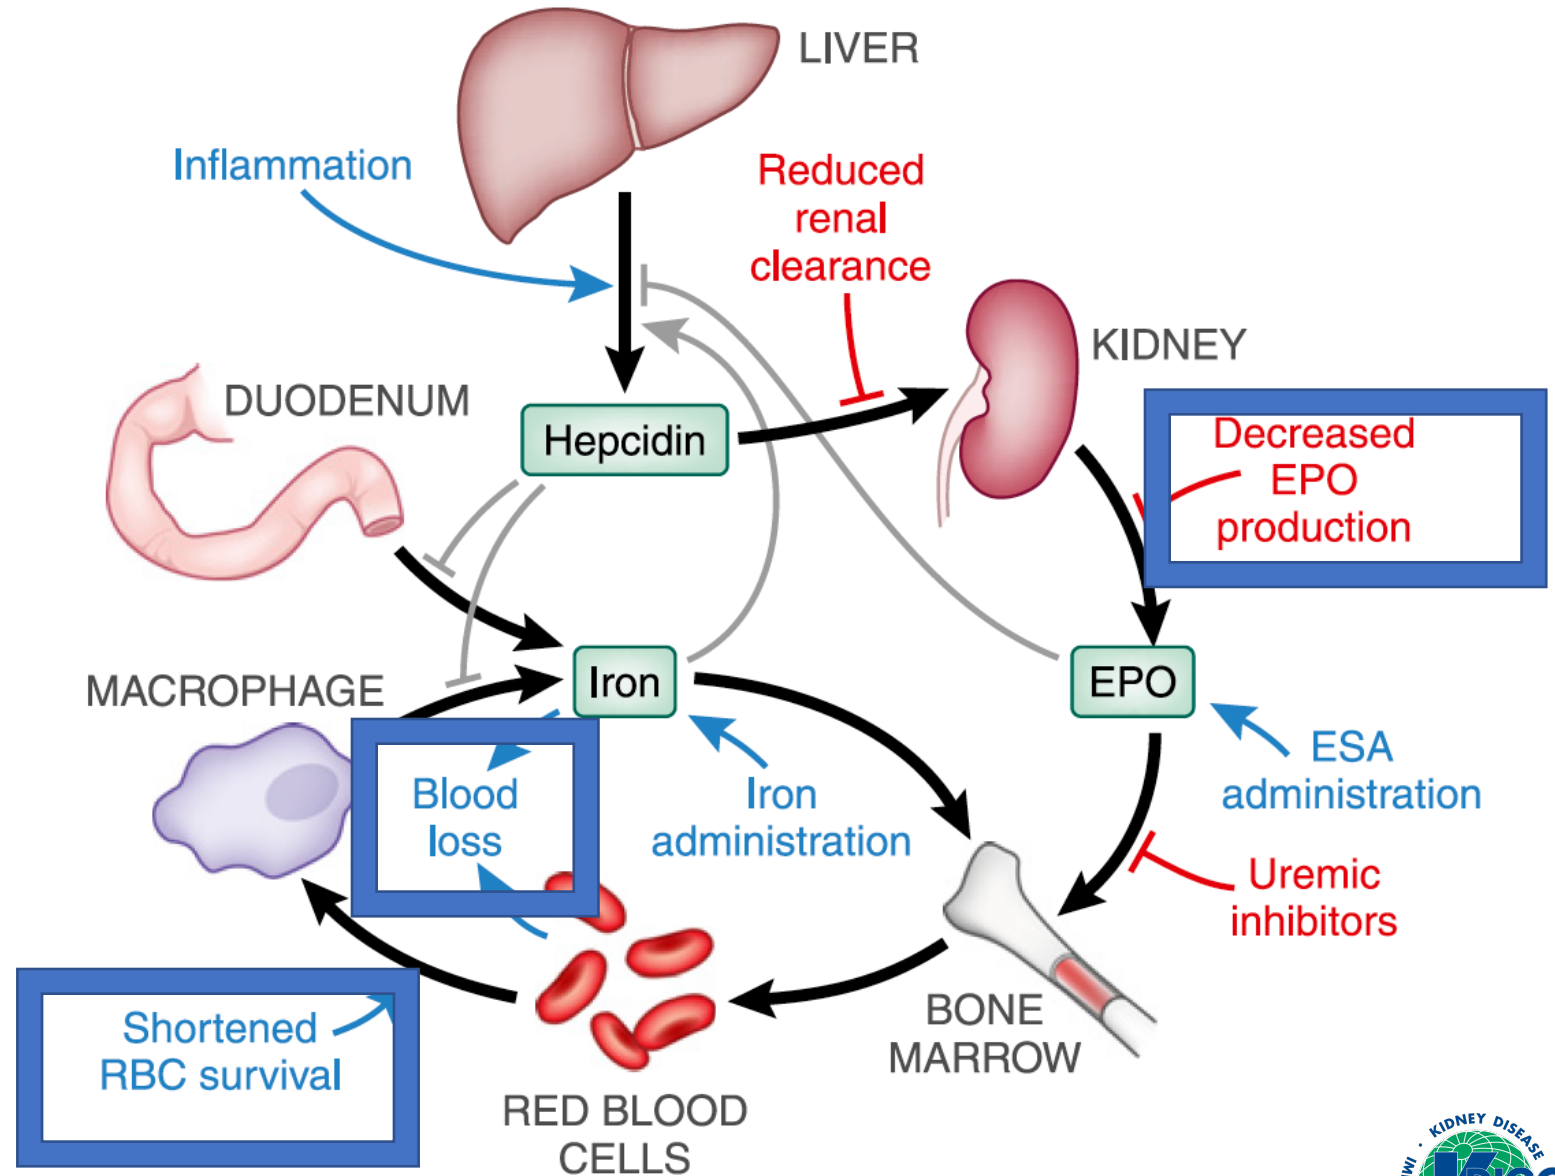 LIVER
Inflammation
Reduced
renal
clearance
KIDNEY
DUODENUM
Hepcidin
Decreased
EPO
production
MACROPHAGE
Iron
EPO
Blood
loss
Iron
administration
ESA
administration
Uremic
inhibitors
Shortened
RBC survival
BONE
MARROW
RED BLOOD
CELLS
KIDNEY DISEASE